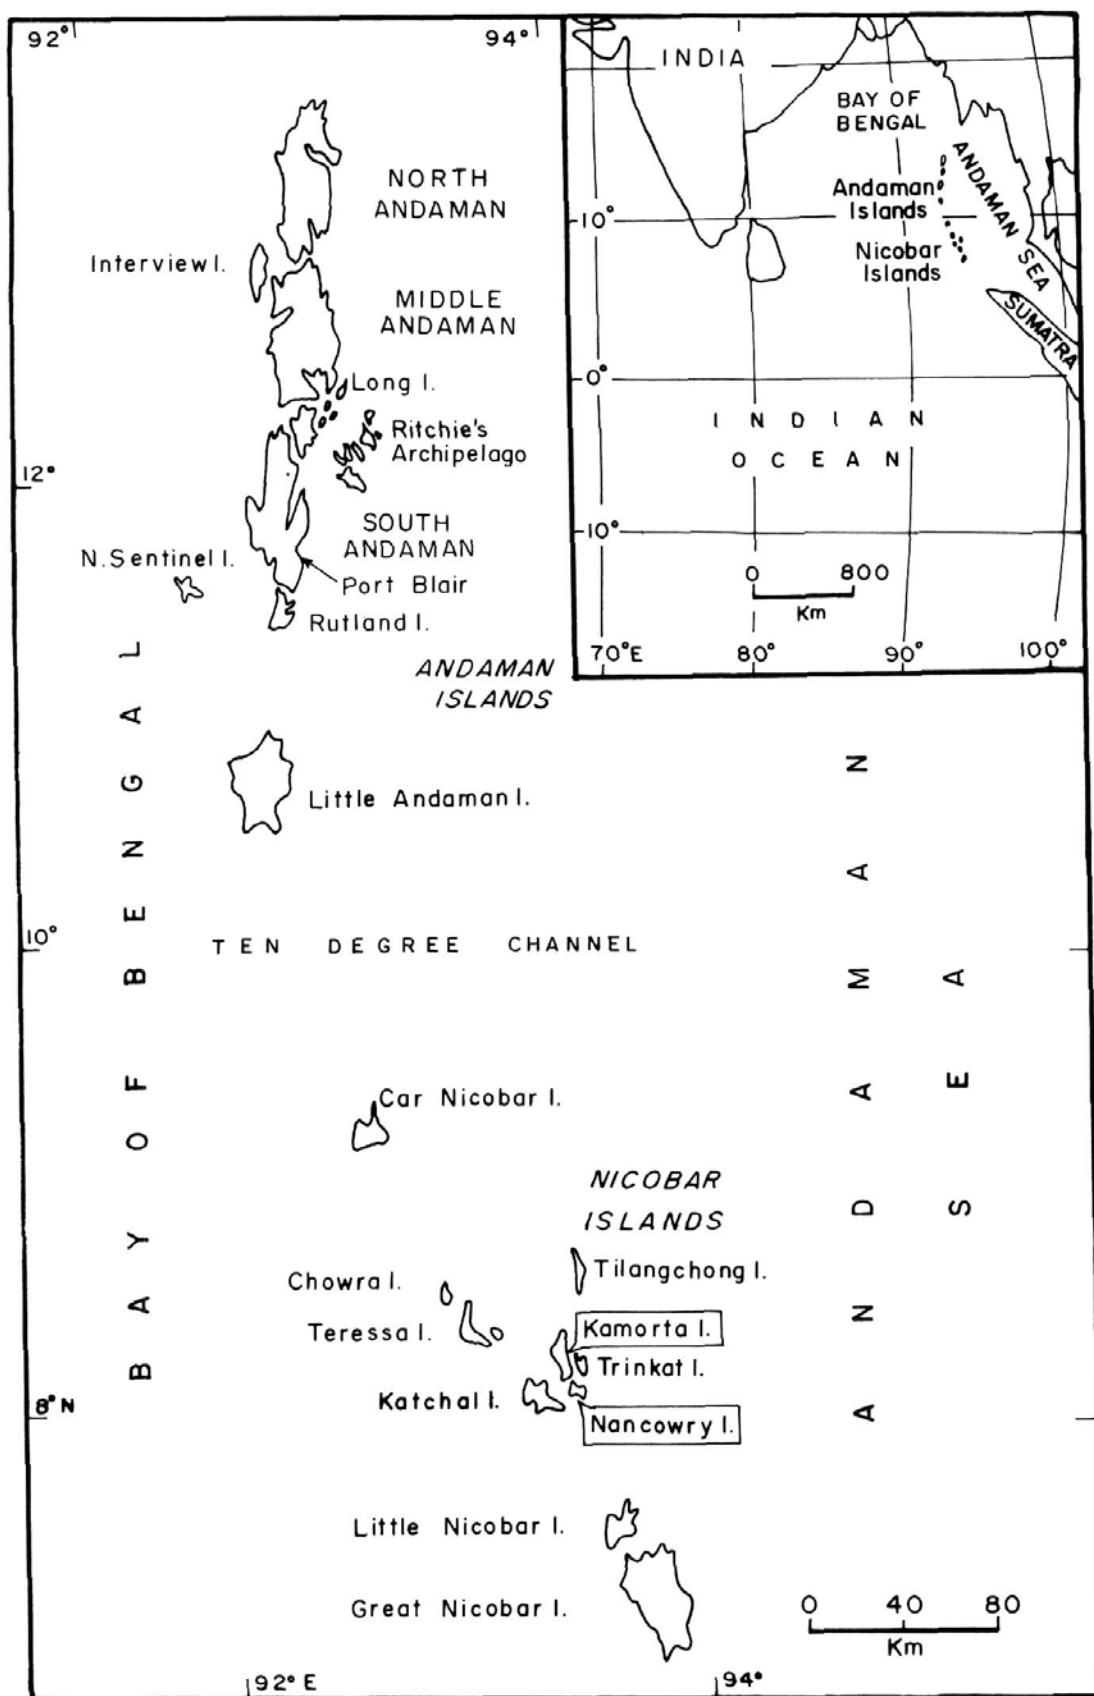 92°
94°
INDIA
BAY OF
BENGAL
ANDAMAN SEA
Andaman
Islands
Nicobar
Islands
SUMATRA
10°
0°
INDIAN
OCEAN
10°
0 800
Km
70°E 80° 90° 100°
NORTH
ANDAMAN
Interview I.
MIDDLE
ANDAMAN
Long I.
Ritchie's
Archipelago
12°
SOUTH
ANDAMAN
N. Sentinel I.
Port Blair
Rutland I.
ANDAMAN
ISLANDS
BAY OF BENGAL
Little Andaman I.
ANDAMAN
SEA
10°
TEN DEGREE CHANNEL
Car Nicobar I.
NICOBAR
ISLANDS
Tilangchong I.
Chowra I.
Teressa I.
Kamorta I.
Trinkat I.
Katchal I.
8°N
Nancowry I.
Little Nicobar I.
Great Nicobar I.
0 40 80
Km
92° E
94°